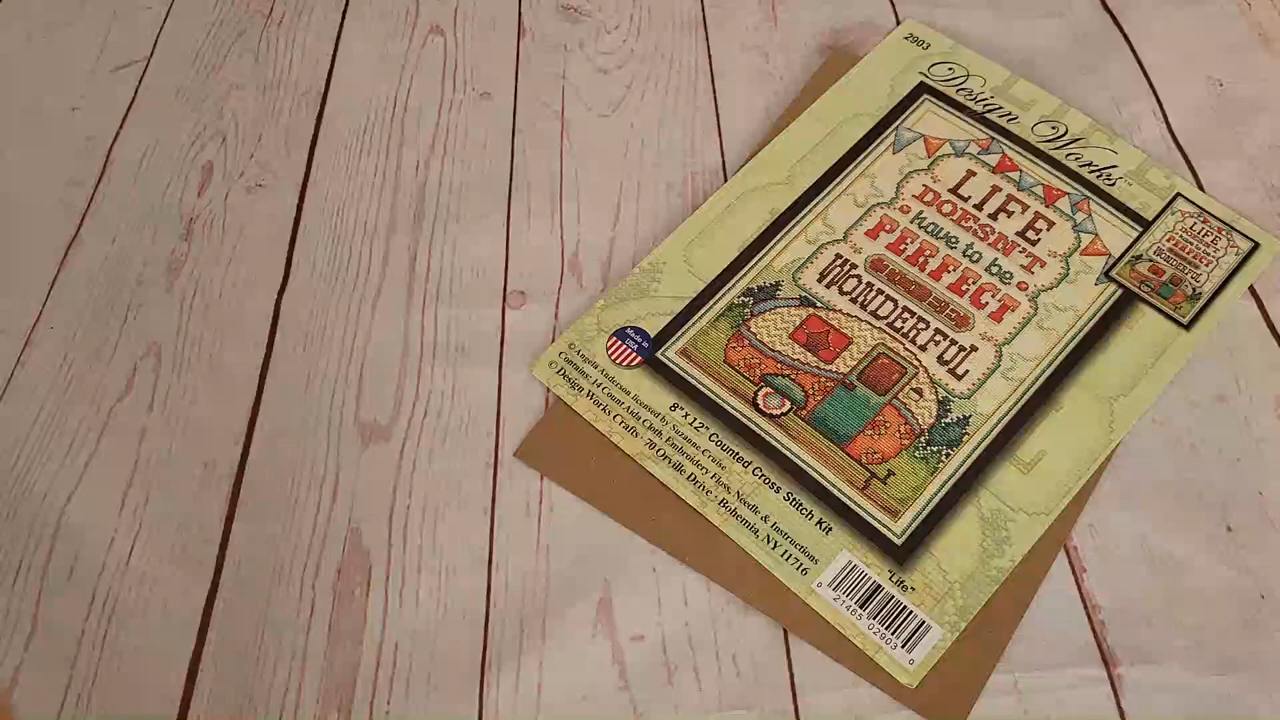 2903
Design Works™
LIFE
DOESN'T
have to be
PERFECT
WONDERFUL
LIFE
DOESN'T
PERFECT
WONDERFUL
Made in
USA
© Angela Anderson licensed by Suzanne Cruise
8"X 12" Counted Cross Stitch Kit
Contains: 14 Count Aida Cloth, Embroidery Floss, Needle & Instructions
© Design Works Crafts · 70 Orville Drive · Bohemia, NY 11716
"Life"
0 21465 02903 0